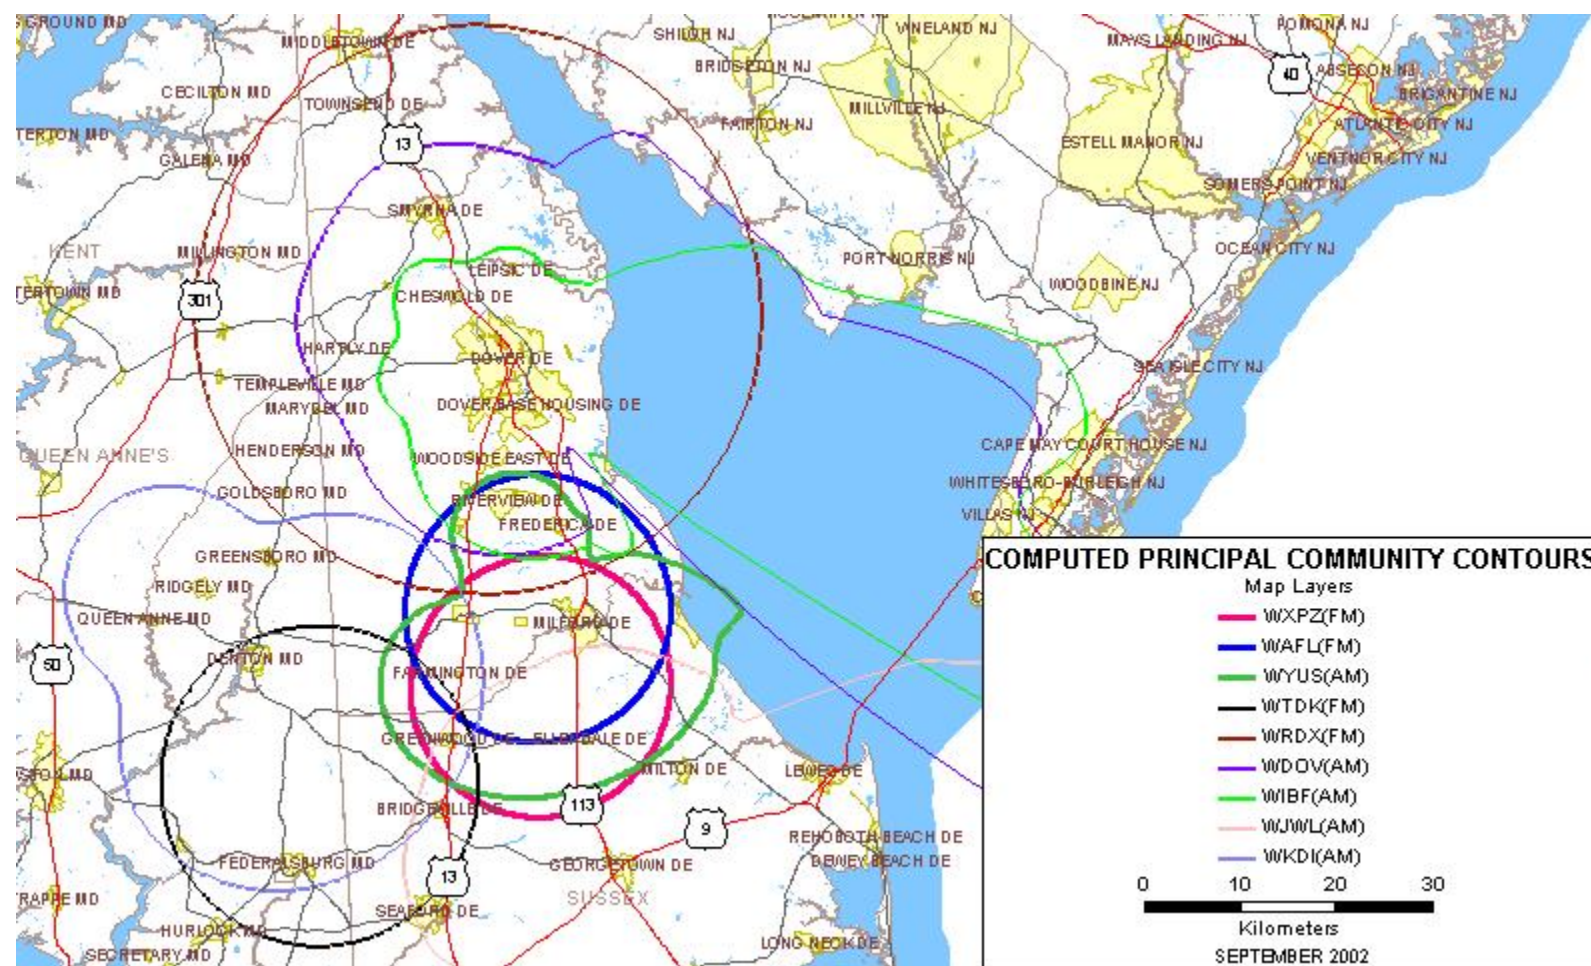 MIDDLETOWN DE
SHILOH NJ
VINELAND NJ
MAYS LANDING NJ
POMONA NJ
40
ABSECON NJ
BRIDGETON NJ
CECILTON MD
TOWNSEND DE
MILLVILLE NJ
BRIGANTINE NJ
FAIRTON NJ
ATLANTIC CITY NJ
13
ESTELL MANOR NJ
GALENA MD
VENTNOR CITY NJ
SOMERS POINT NJ
SMYRNA DE
KENT
MILLINGTON MD
OCEAN CITY NJ
PORT NORRIS NJ
LEIPSIC DE
WOODBINE NJ
301
CHESWOLD DE
HARTLY DE
DOVER DE
SEA ISLE CITY NJ
TEMPLEVILLE MD
MARYDEL MD
DOVER BASE HOUSING DE
CAPE MAY COURT HOUSE NJ
HENDERSON MD
QUEEN ANNE'S
WOODSIDE EAST DE
WHITESBORO-BURLEIGH NJ
GOLDSBORO MD
RIVERVIEW DE
VILLAS NJ
FREDERICA DE
GREENSBORO MD
RIDGELY MD
QUEEN ANNE MD
MILFORD DE
50
DENTON MD
FARMINGTON DE
GREENWOOD DE
ELLENDALE DE
MILTON DE
LEWES DE
BRIDGEVILLE DE
113
9
REHOBOTH BEACH DE
DEWEY BEACH DE
FEDERALSBURG MD
GEORGETOWN DE
13
SUSSEX
SEAFORD DE
HURLOCK MD
LONG NECK DE
SECRETARY MD
COMPUTED PRINCIPAL COMMUNITY CONTOURS
Map Layers
WXPZ(FM)
WAFL(FM)
WYUS(AM)
WTDK(FM)
WRDX(FM)
WDOV(AM)
WIBF(AM)
WJWL(AM)
WKDI(AM)
0 10 20 30
Kilometers
SEPTEMBER 2002